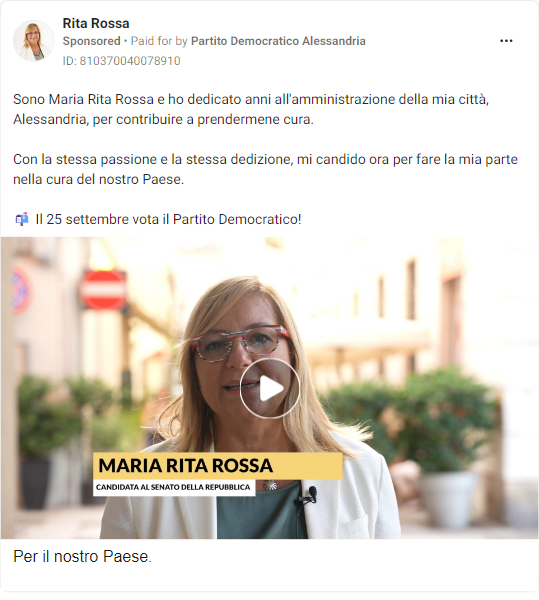 Rita Rossa
Sponsored • Paid for by Partito Democratico Alessandria
ID: 810370040078910
Sono Maria Rita Rossa e ho dedicato anni all'amministrazione della mia città,
Alessandria, per contribuire a prendermene cura.
Con la stessa passione e la stessa dedizione, mi candido ora per fare la mia parte
nella cura del nostro Paese.
📬 Il 25 settembre vota il Partito Democratico!
MARIA RITA ROSSA
CANDIDATA AL SENATO DELLA REPUBBLICA
Per il nostro Paese.